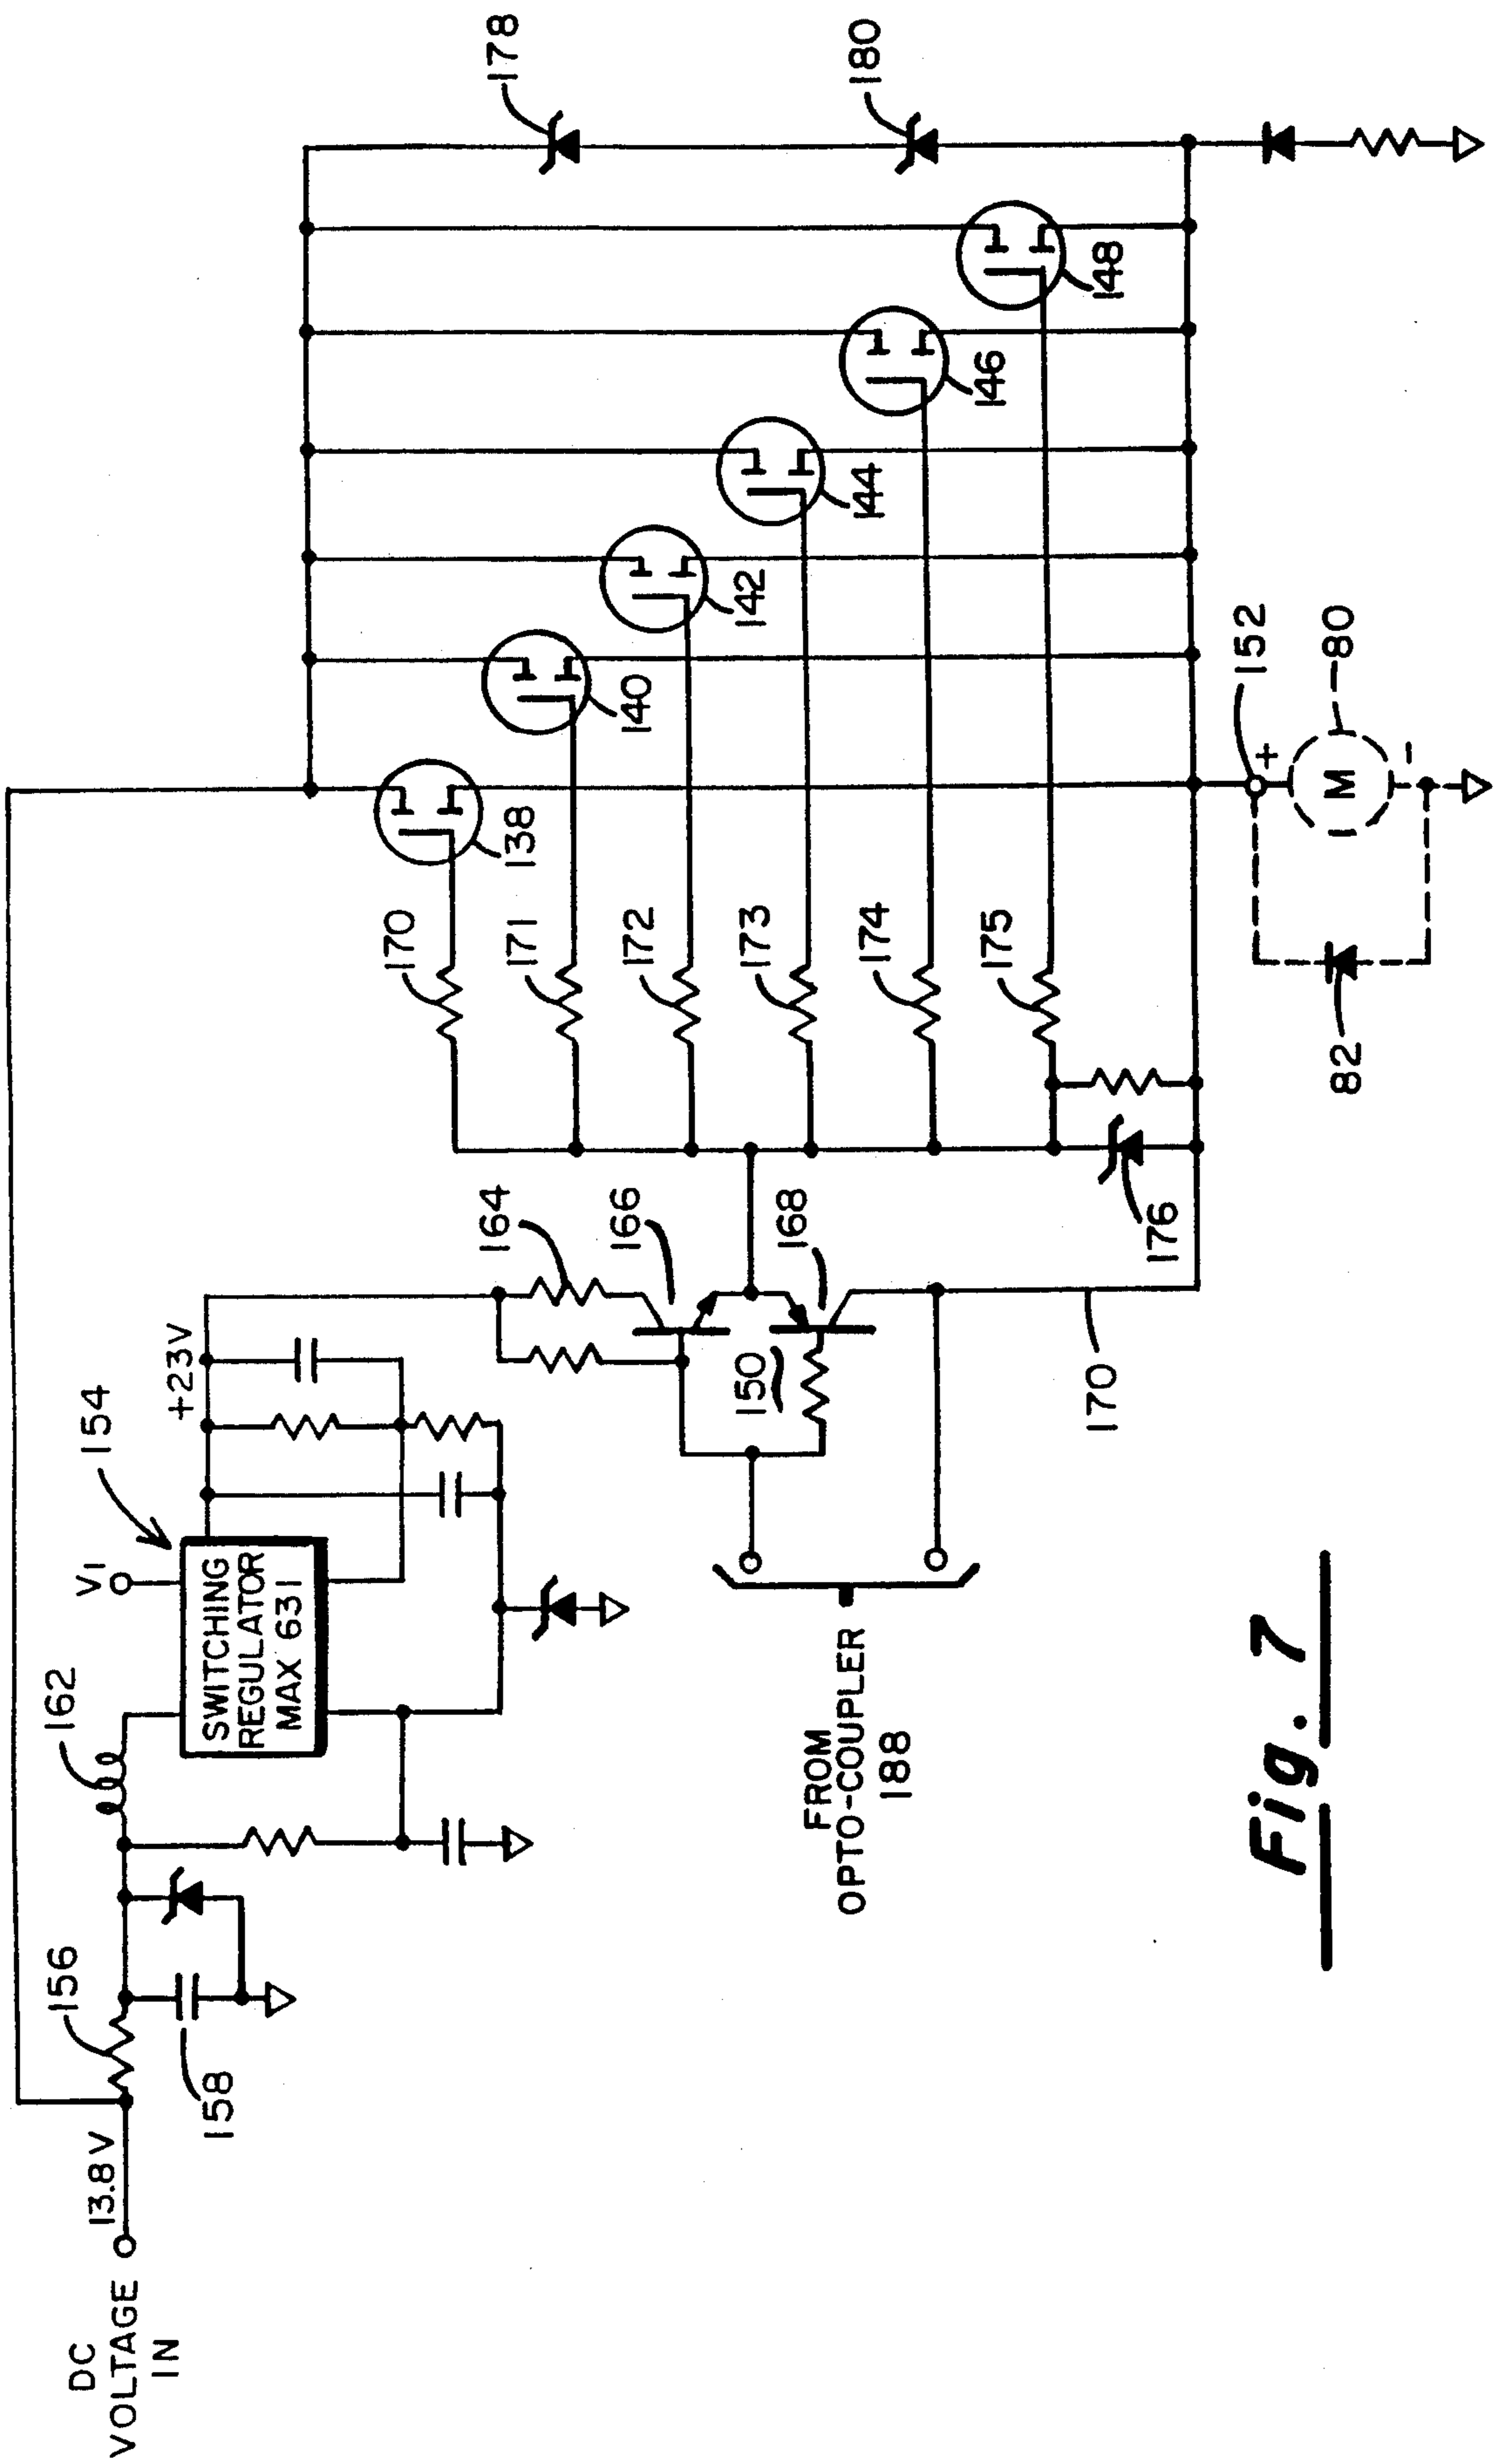 DC
VOLTAGE
IN
13.8 V
156
158
162
V1
154
SWITCHING
REGULATOR
MAX 631
+23V
164
166
150
168
170
FROM
OPTO-COUPLER
188
176
170
171
172
173
174
175
138
140
142
144
146
148
178
180
152
+
M
-
80
82
Fig. 7